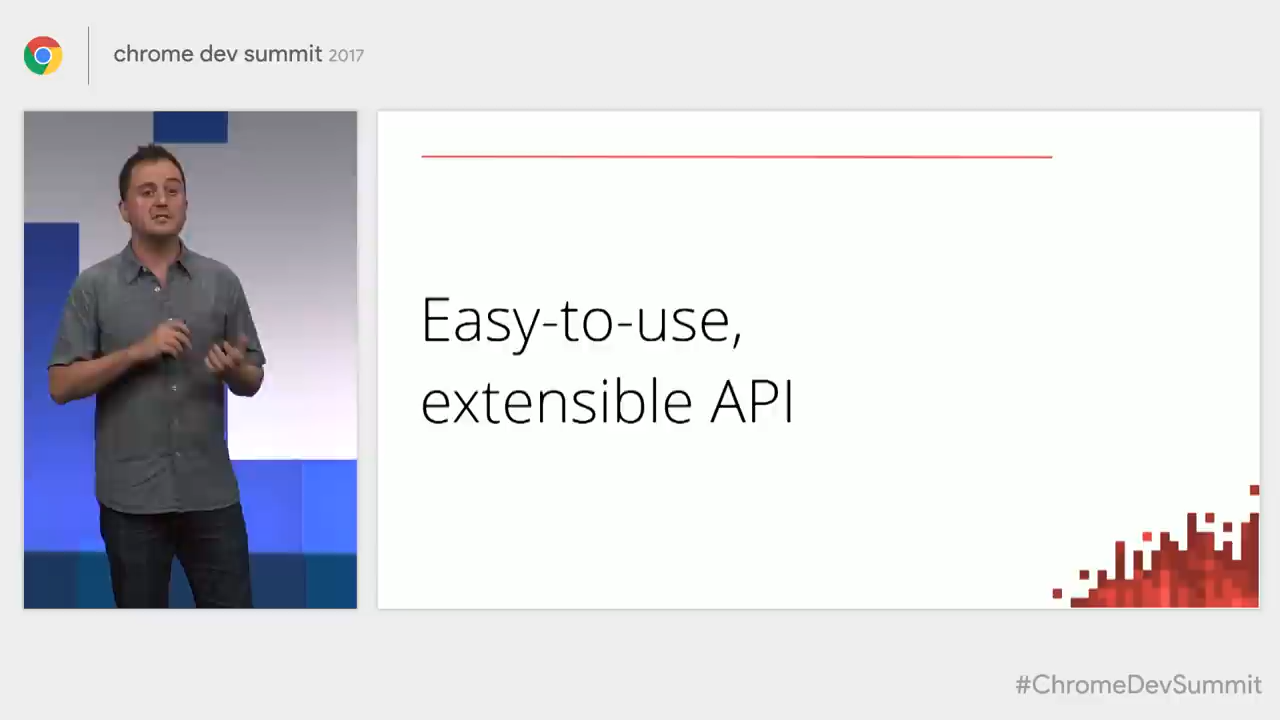 chrome dev summit 2017
Easy-to-use,
extensible API
#ChromeDevSummit